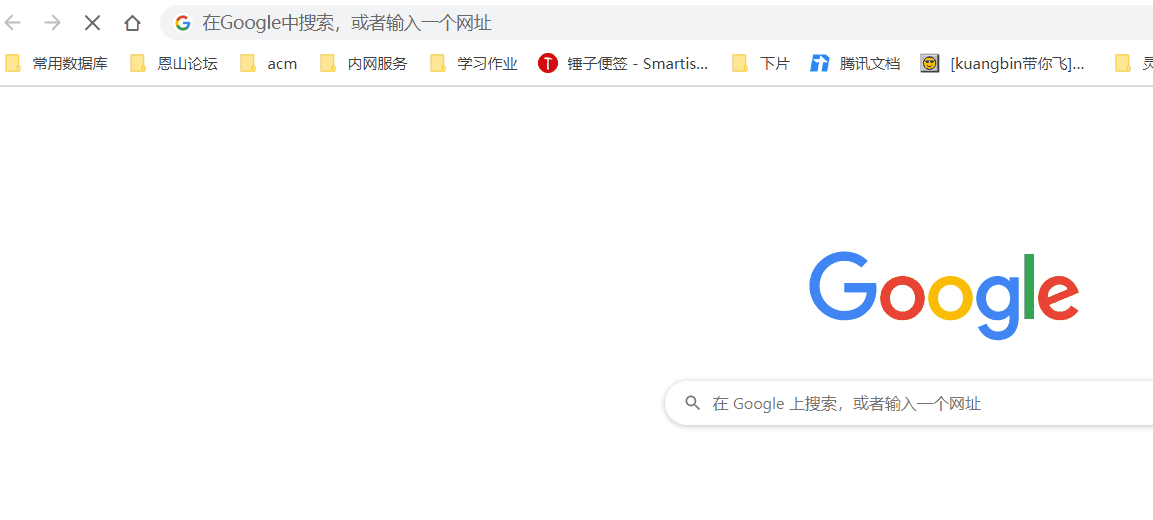 在Google中搜索，或者输入一个网址
常用数据库 恩山论坛 acm 内网服务 学习作业 锤子便签 - Smartis... 下片 腾讯文档 [kuangbin带你飞]... 灵
Google
在 Google 上搜索，或者输入一个网址